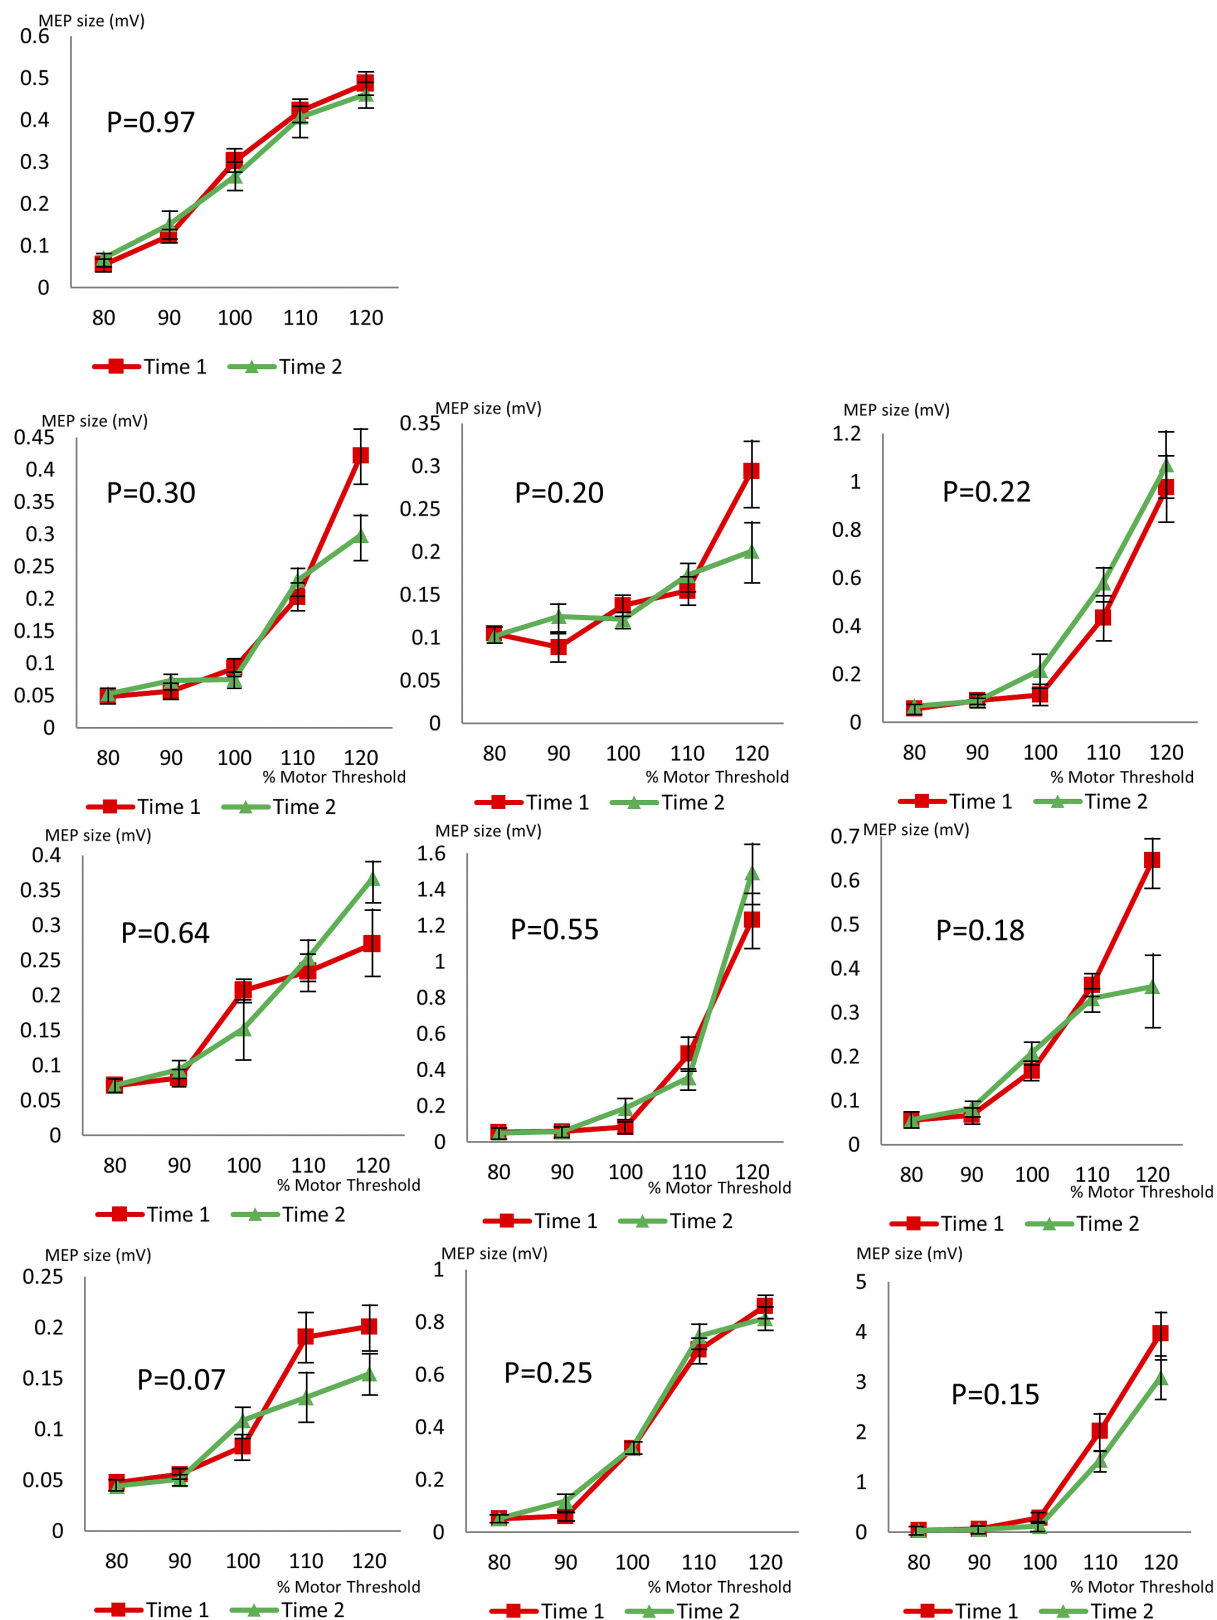 MEP size (mV)
0.6
0.5
0.4
0.3
0.2
0.1
0
P=0.97
80 90 100 110 120
Time 1 Time 2
MEP size (mV)
0.45
0.4
0.35
0.3
0.25
0.2
0.15
0.1
0.05
0
P=0.30
80 90 100 110 120
% Motor Threshold
Time 1 Time 2
MEP size (mV)
0.35
0.3
0.25
0.2
0.15
0.1
0.05
0
P=0.20
80 90 100 110 120
Time 1 Time 2
MEP size (mV)
1.2
1
0.8
0.6
0.4
0.2
0
P=0.22
80 90 100 110 120
% Motor Threshold
Time 1 Time 2
MEP size (mV)
0.4
0.35
0.3
0.25
0.2
0.15
0.1
0.05
0
P=0.64
80 90 100 110 120
% Motor Threshold
Time 1 Time 2
MEP size (mV)
1.6
1.4
1.2
1
0.8
0.6
0.4
0.2
0
P=0.55
80 90 100 110 120
Time 1 Time 2
MEP size (mV)
0.7
0.6
0.5
0.4
0.3
0.2
0.1
0
P=0.18
80 90 100 110 120
% Motor Threshold
Time 1 Time 2
MEP size (mV)
0.25
0.2
0.15
0.1
0.05
0
P=0.07
80 90 100 110 120
% Motor Threshold
Time 1 Time 2
MEP size (mV)
1
0.8
0.6
0.4
0.2
0
P=0.25
80 90 100 110 120
Time 1 Time 2
MEP size (mV)
5
4
3
2
1
0
P=0.15
80 90 100 110 120
% Motor Threshold
Time 1 Time 2